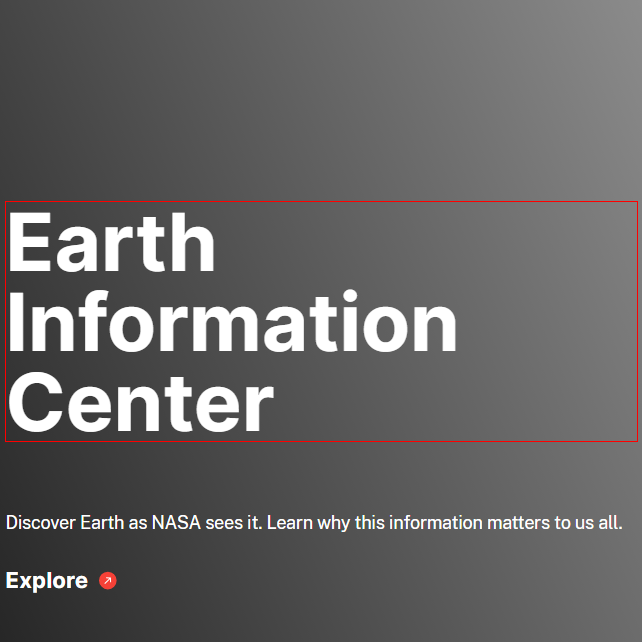 Earth
Information
Center
Discover Earth as NASA sees it. Learn why this information matters to us all.
Explore